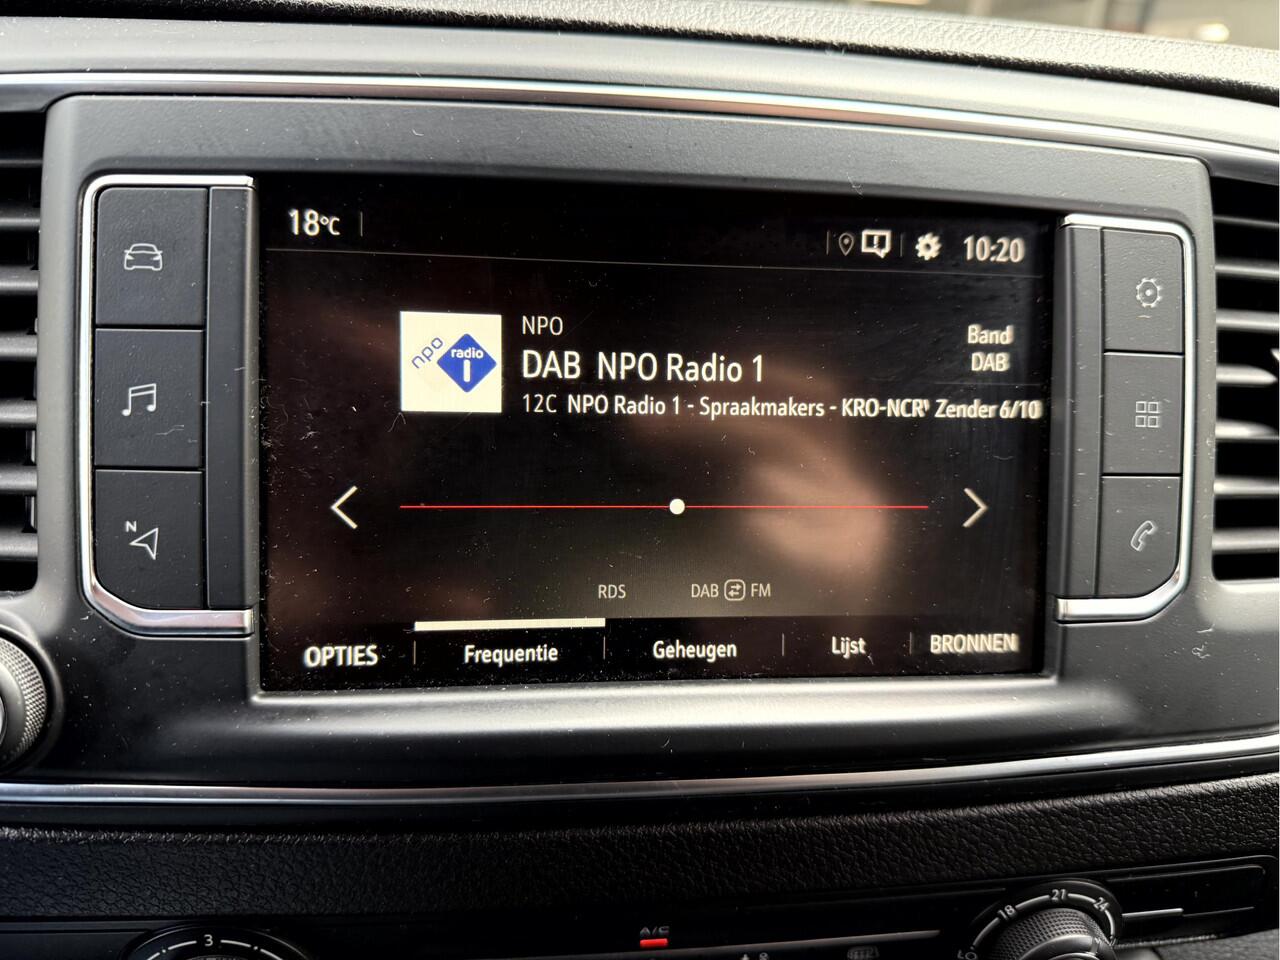 18°C
10:20
npo radio 1
NPO
DAB NPO Radio 1
12C NPO Radio 1 - Spraakmakers - KRO-NCRV Zender 6/10
Band
DAB
N
RDS
DAB FM
OPTIES
Frequentie
Geheugen
Lijst
BRONNEN
A/C
3
LO 18 21 24